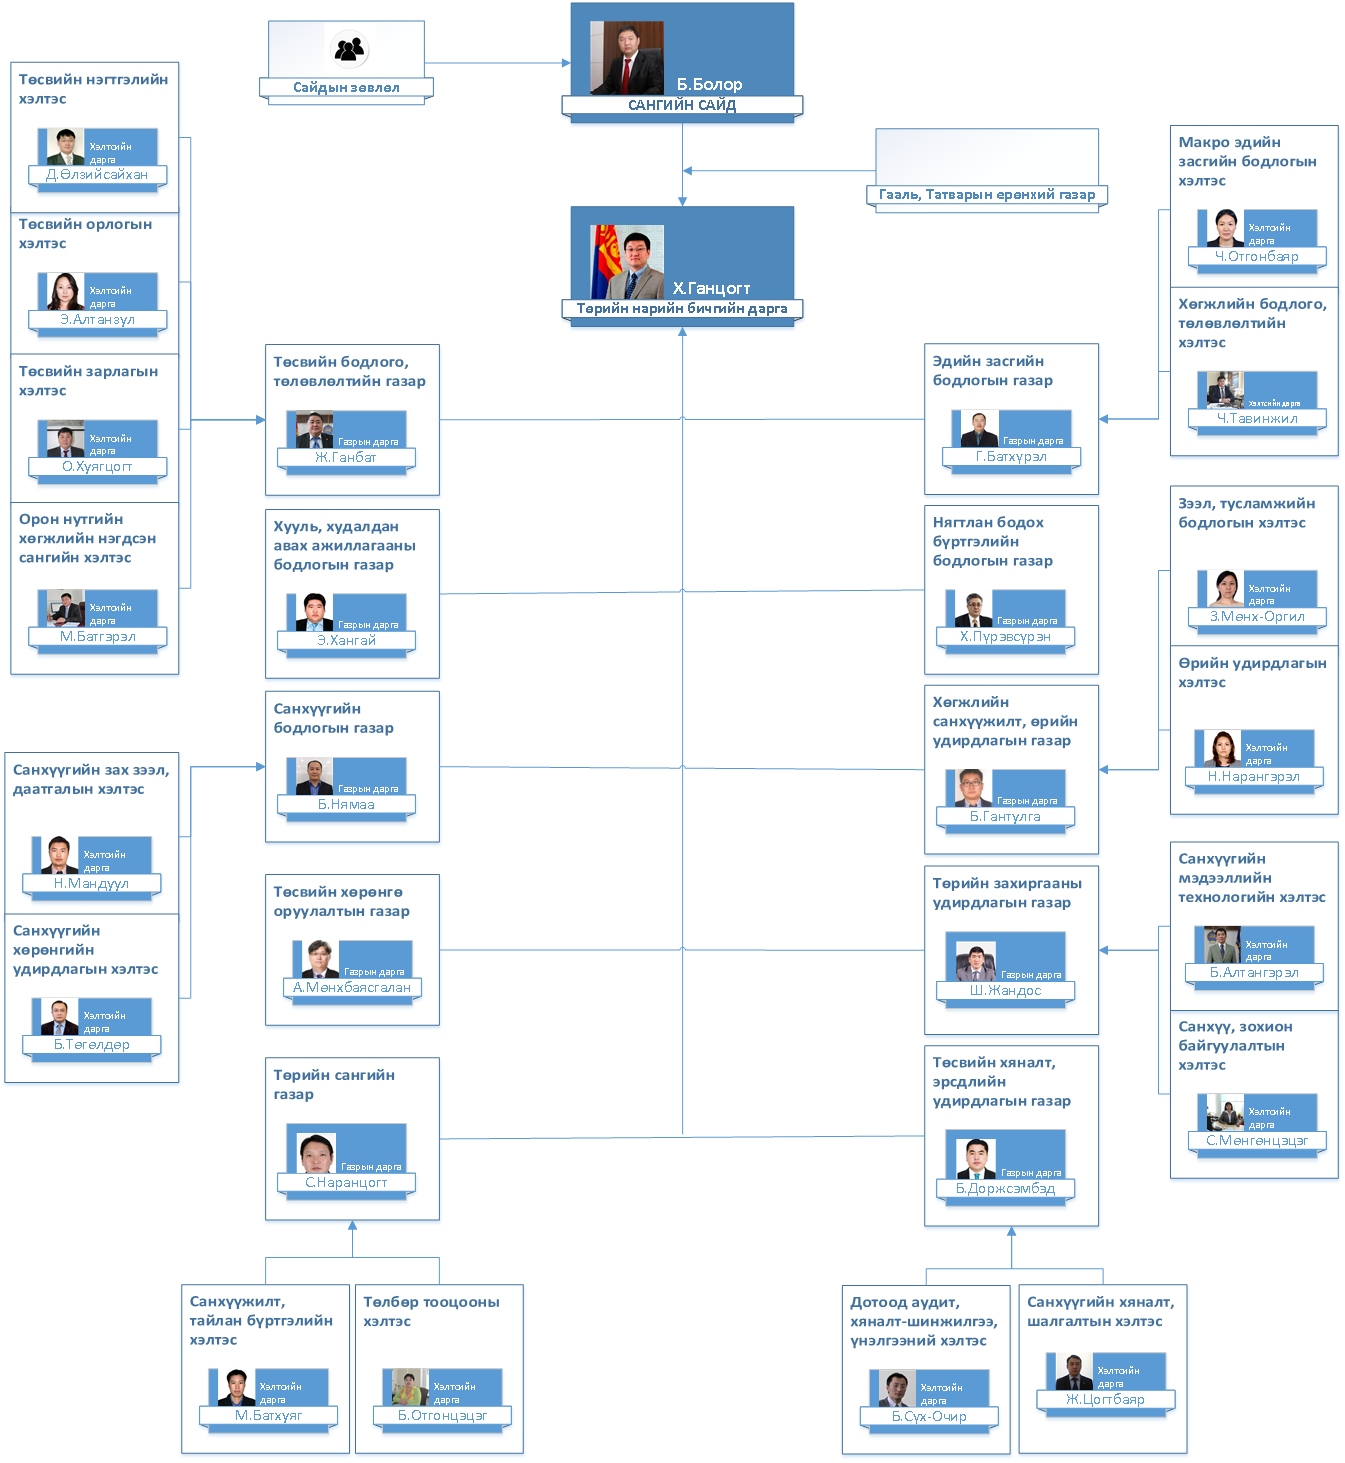 Б.Болор
САНГИЙН САЙД
Сайдын зөвлөл
Гааль, Татварын ерөнхий газар
Х.Ганцогт
Төрийн нарийн бичгийн дарга
Төсвийн нэгтгэлийн
хэлтэс
Хэлтсийн
дарга
Д.Өлзийсайхан
Төсвийн орлогын
хэлтэс
Хэлтсийн
дарга
Э.Алтанзул
Төсвийн зарлагын
хэлтэс
Хэлтсийн
дарга
О.Хуягцогт
Орон нутгийн
хөгжлийн нэгдсэн
сангийн хэлтэс
Хэлтсийн
дарга
М.Батгэрэл
Санхүүгийн зах зээл,
даатгалын хэлтэс
Хэлтсийн
дарга
Н.Мандуул
Санхүүгийн
хөрөнгийн
удирдлагын хэлтэс
Хэлтсийн
дарга
Б.Төгөлдөр
Төсвийн бодлого,
төлөвлөлтийн газар
Газрын дарга
Ж.Ганбат
Хууль, худалдан
авах ажиллагааны
бодлогын газар
Газрын дарга
Э.Хангай
Санхүүгийн
бодлогын газар
Газрын дарга
Б.Нямаа
Төсвийн хөрөнгө
оруулалтын газар
Газрын дарга
А.Мөнхбаясгалан
Төрийн сангийн
газар
Газрын дарга
С.Наранцогт
Санхүүжилт,
тайлан бүртгэлийн
хэлтэс
Хэлтсийн
дарга
М.Батхуяг
Төлбөр тооцооны
хэлтэс
Хэлтсийн
дарга
Б.Отгонцэцэг
Эдийн засгийн
бодлогын газар
Газрын дарга
Г.Батхүрэл
Нягтлан бодох
бүртгэлийн
бодлогын газар
Газрын дарга
Х.Пүрэвсүрэн
Хөгжлийн
санхүүжилт, өрийн
удирдлагын газар
Газрын дарга
Б.Гантулга
Төрийн захиргааны
удирдлагын газар
Газрын дарга
Ш.Жандос
Төсвийн хяналт,
эрсдлийн
удирдлагын газар
Газрын дарга
Б.Доржсэмбэд
Дотоод аудит,
хяналт-шинжилгээ,
үнэлгээний хэлтэс
Хэлтсийн
дарга
Б.Сүх-Очир
Санхүүгийн хяналт,
шалгалтын хэлтэс
Хэлтсийн
дарга
Ж.Цогтбаяр
Макро эдийн
засгийн бодлогын
хэлтэс
Хэлтсийн
дарга
Ч.Отгонбаяр
Хөгжлийн бодлого,
төлөвлөлтийн
хэлтэс
Хэлтсийн дарга
Ч.Тавинжил
Зээл, тусламжийн
бодлогын хэлтэс
Хэлтсийн
дарга
З.Мөнх-Оргил
Өрийн удирдлагын
хэлтэс
Хэлтсийн
дарга
Н.Нарангэрэл
Санхүүгийн
мэдээллийн
технологийн хэлтэс
Хэлтсийн
дарга
Б.Алтангэрэл
Санхүү, зохион
байгуулалтын
хэлтэс
Хэлтсийн
дарга
С.Мөнгөнцэцэг